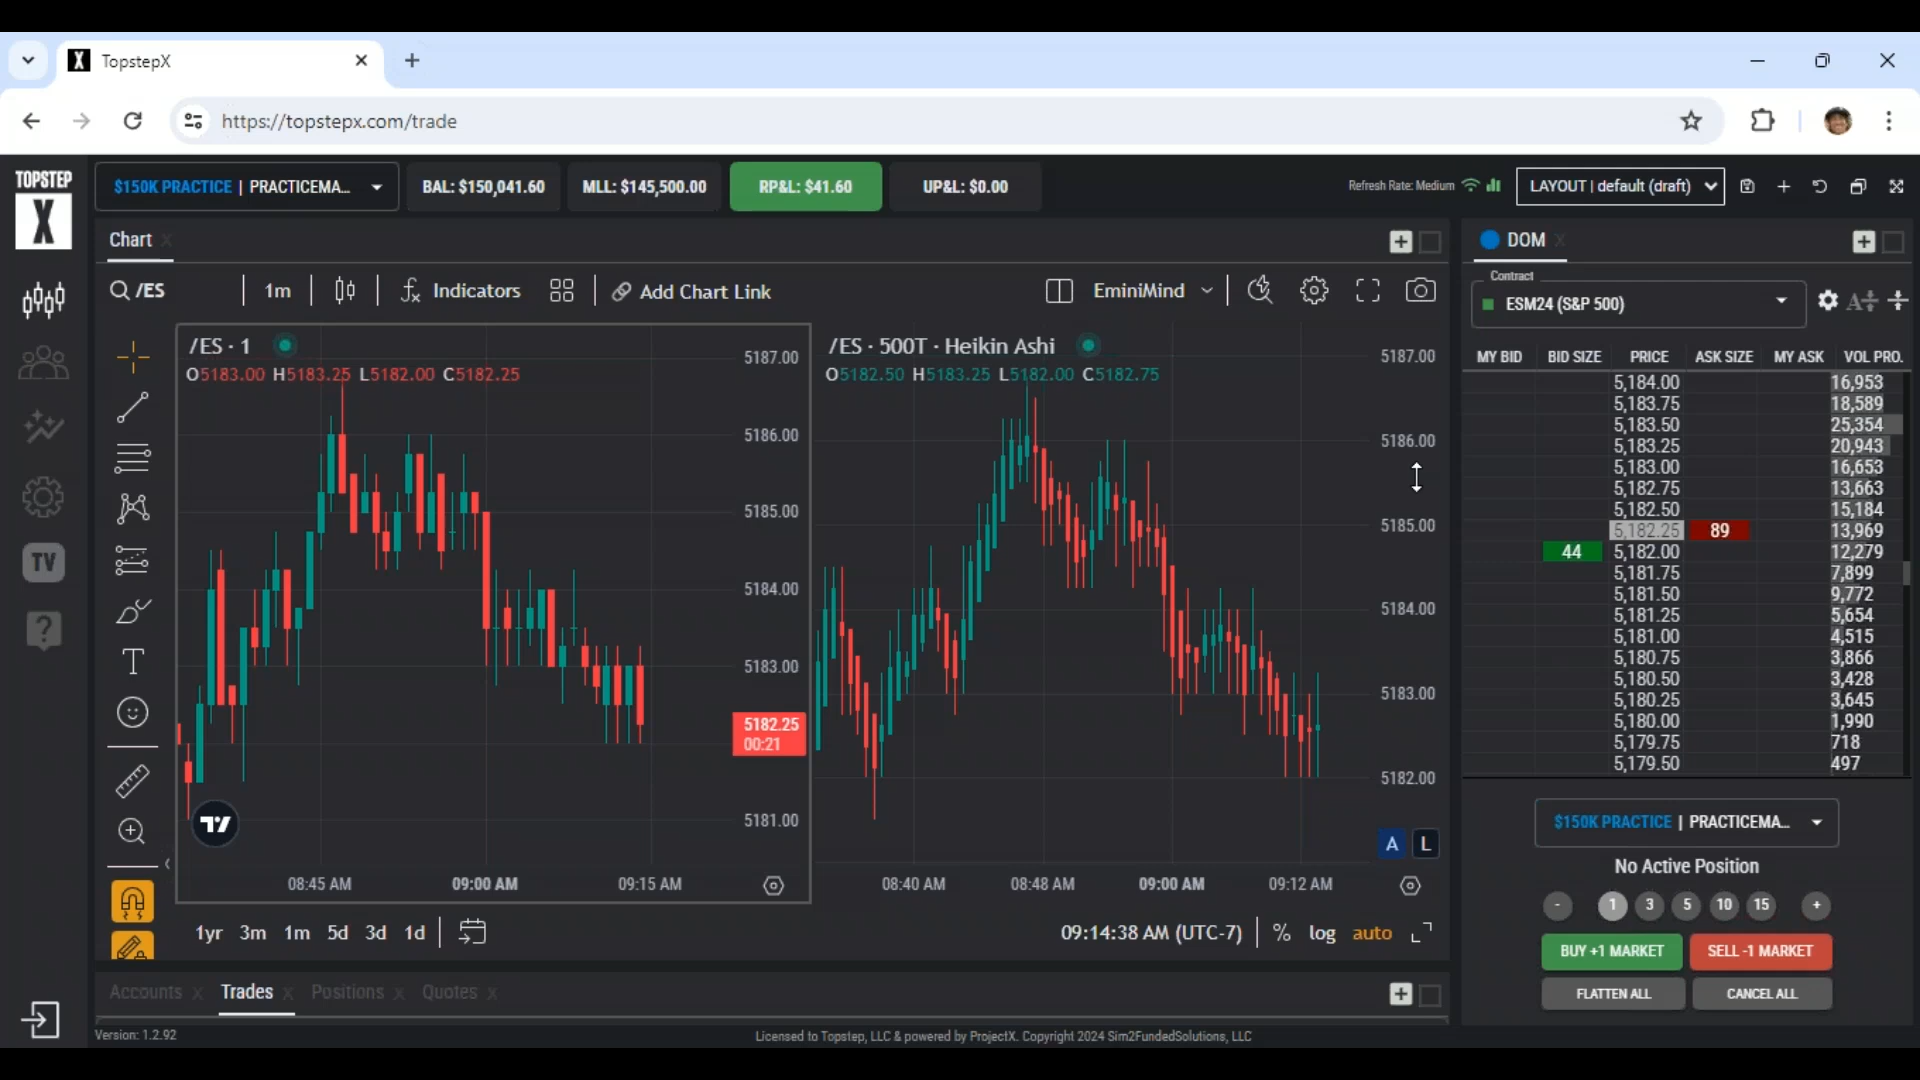 TopstepX
https://topstepx.com/trade
TOPSTEP
X
$150K PRACTICE | PRACTICEMA...
BAL: $150,041.60
MLL: $145,500.00
RP&L: $41.60
UP&L: $0.00
Refresh Rate: Medium
LAYOUT | default (draft)
Chart
DOM
/ES
1m
Indicators
Add Chart Link
EminiMind
Contract
ESM24 (S&P 500)
/ES · 1
O5183.00 H5183.25 L5182.00 C5182.25
5187.00
5186.00
5185.00
5184.00
5183.00
5182.25
00:21
5181.00
08:45 AM 09:00 AM 09:15 AM
/ES · 500T · Heikin Ashi
O5182.50 H5183.25 L5182.00 C5182.75
5187.00
5186.00
5185.00
5184.00
5183.00
5182.00
A L
08:40 AM 08:48 AM 09:00 AM 09:12 AM
TV
?
T
1yr 3m 1m 5d 3d 1d
09:14:38 AM (UTC-7) % log auto
MY BID BID SIZE PRICE ASK SIZE MY ASK VOL PRO.
5,184.00 16,953
5,183.75 18,589
5,183.50 25,354
5,183.25 20,943
5,183.00 16,653
5,182.75 13,663
5,182.50 15,184
5,182.25 89 13,969
44 5,182.00 12,279
5,181.75 7,899
5,181.50 9,772
5,181.25 5,654
5,181.00 4,515
5,180.75 3,866
5,180.50 3,428
5,180.25 3,645
5,180.00 1,990
5,179.75 718
5,179.50 497
$150K PRACTICE | PRACTICEMA...
No Active Position
- 1 3 5 10 15 +
BUY +1 MARKET SELL -1 MARKET
FLATTEN ALL CANCEL ALL
Accounts Trades Positions Quotes
Version: 1.2.92
Licensed to Topstep, LLC & powered by ProjectX. Copyright 2024 Sim2FundedSolutions, LLC